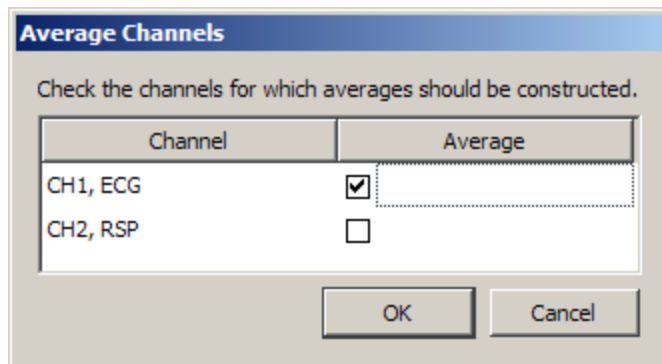 Average Channels
Check the channels for which averages should be constructed.
Channel Average
CH1, ECG
CH2, RSP
OK Cancel